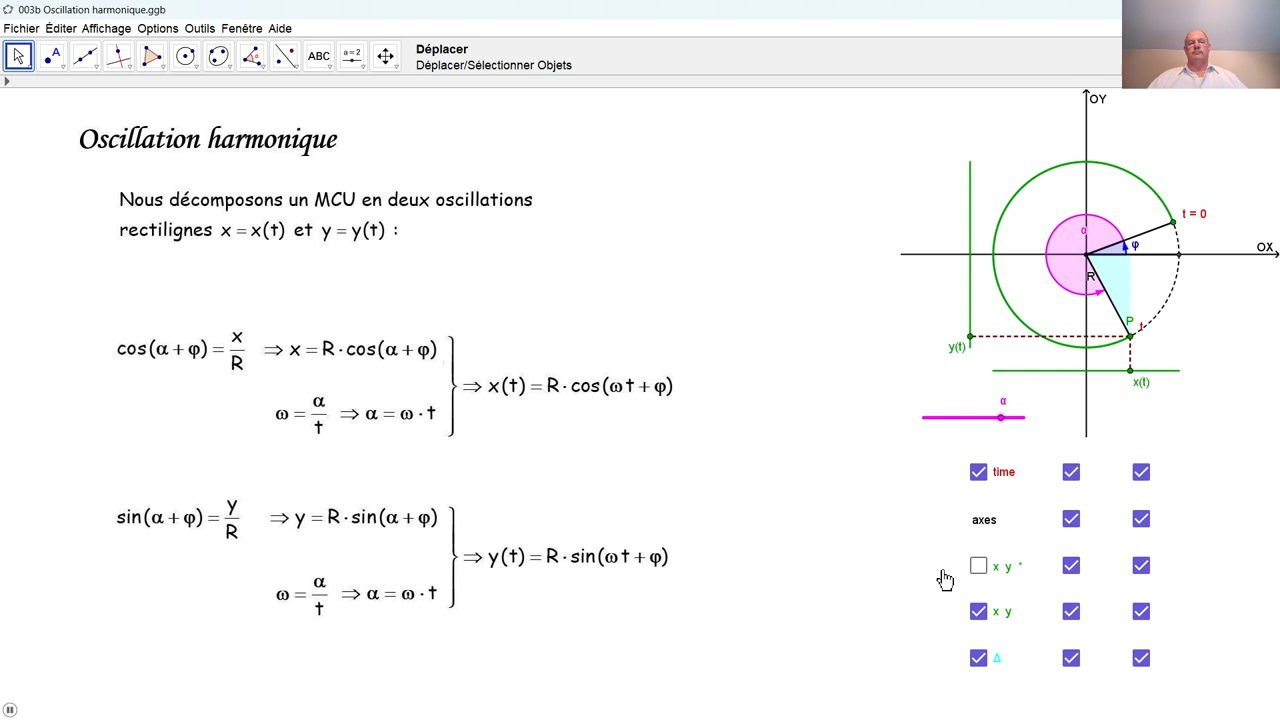 003b Oscillation harmonique.ggb
Fichier Éditer Affichage Options Outils Fenêtre Aide
A
ABC
a=2
Déplacer
Déplacer/Sélectionner Objets
Oscillation harmonique
Nous décomposons un MCU en deux oscillations
rectilignes x = x(t) et y = y(t) :
cos(α + φ) = x/R ⇒ x = R · cos(α + φ)
ω = α/t ⇒ α = ω · t
⇒ x(t) = R · cos(ωt + φ)
sin(α + φ) = y/R ⇒ y = R · sin(α + φ)
ω = α/t ⇒ α = ω · t
⇒ y(t) = R · sin(ωt + φ)
OY
t = 0
α
φ
OX
R
P
t
y(t)
x(t)
α
time
axes
x y *
x y
Δ